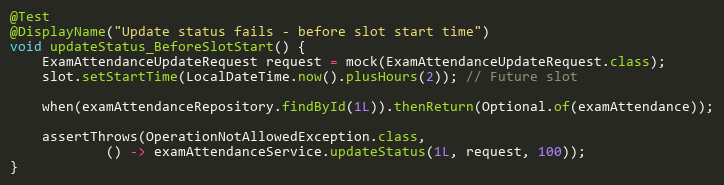 @Test
@DisplayName("Update status fails - before slot start time")
void updateStatus_BeforeSlotStart() {
    ExamAttendanceUpdateRequest request = mock(ExamAttendanceUpdateRequest.class);
    slot.setStartTime(LocalDateTime.now().plusHours(2)); // Future slot

    when(examAttendanceRepository.findById(1L)).thenReturn(Optional.of(examAttendance));

    assertThrows(OperationNotAllowedException.class,
            () -> examAttendanceService.updateStatus(1L, request, 100));
}